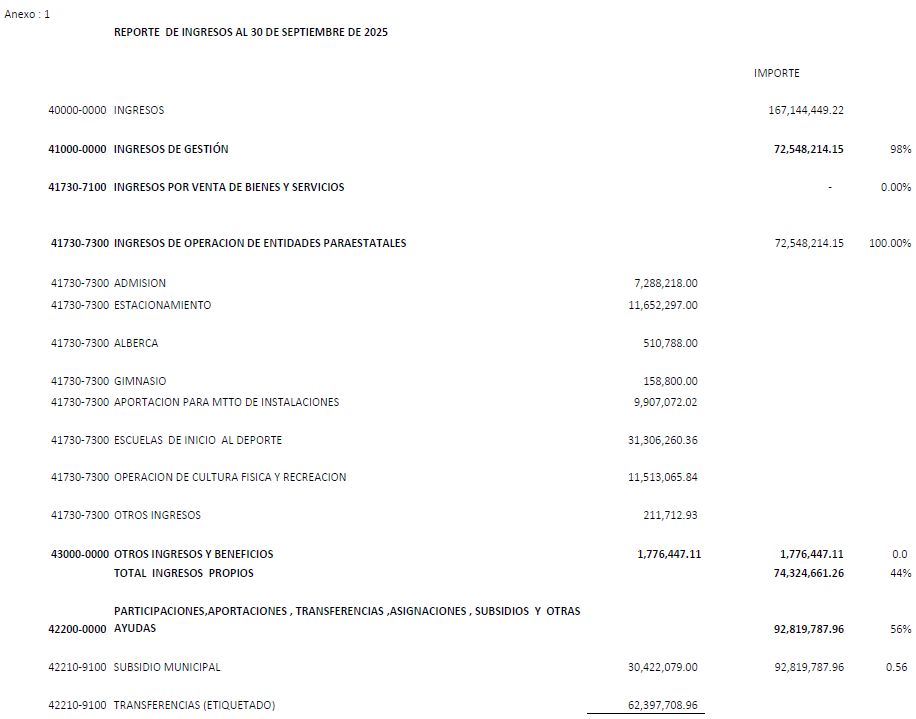 Anexo : 1
REPORTE DE INGRESOS AL 30 DE SEPTIEMBRE DE 2025
IMPORTE
40000-0000 INGRESOS 167,144,449.22
41000-0000 INGRESOS DE GESTIÓN 72,548,214.15 98%
41730-7100 INGRESOS POR VENTA DE BIENES Y SERVICIOS - 0.00%
41730-7300 INGRESOS DE OPERACION DE ENTIDADES PARAESTATALES 72,548,214.15 100.00%
41730-7300 ADMISION 7,288,218.00
41730-7300 ESTACIONAMIENTO 11,652,297.00
41730-7300 ALBERCA 510,788.00
41730-7300 GIMNASIO 158,800.00
41730-7300 APORTACION PARA MTTO DE INSTALACIONES 9,907,072.02
41730-7300 ESCUELAS DE INICIO AL DEPORTE 31,306,260.36
41730-7300 OPERACION DE CULTURA FISICA Y RECREACION 11,513,065.84
41730-7300 OTROS INGRESOS 211,712.93
43000-0000 OTROS INGRESOS Y BENEFICIOS 1,776,447.11 1,776,447.11 0.0
TOTAL INGRESOS PROPIOS 74,324,661.26 44%
PARTICIPACIONES,APORTACIONES , TRANSFERENCIAS ,ASIGNACIONES , SUBSIDIOS Y OTRAS
42200-0000 AYUDAS 92,819,787.96 56%
42210-9100 SUBSIDIO MUNICIPAL 30,422,079.00 92,819,787.96 0.56
42210-9100 TRANSFERENCIAS (ETIQUETADO) 62,397,708.96